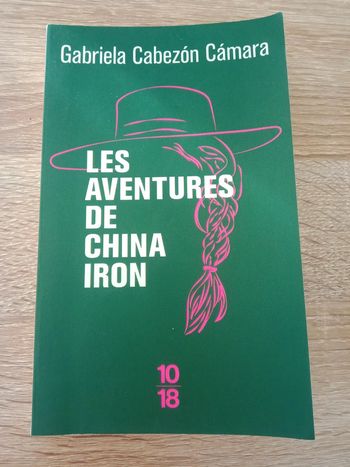 Gabriela Cabezón Cámara
LES
AVENTURES
DE
CHINA
IRON
10
18